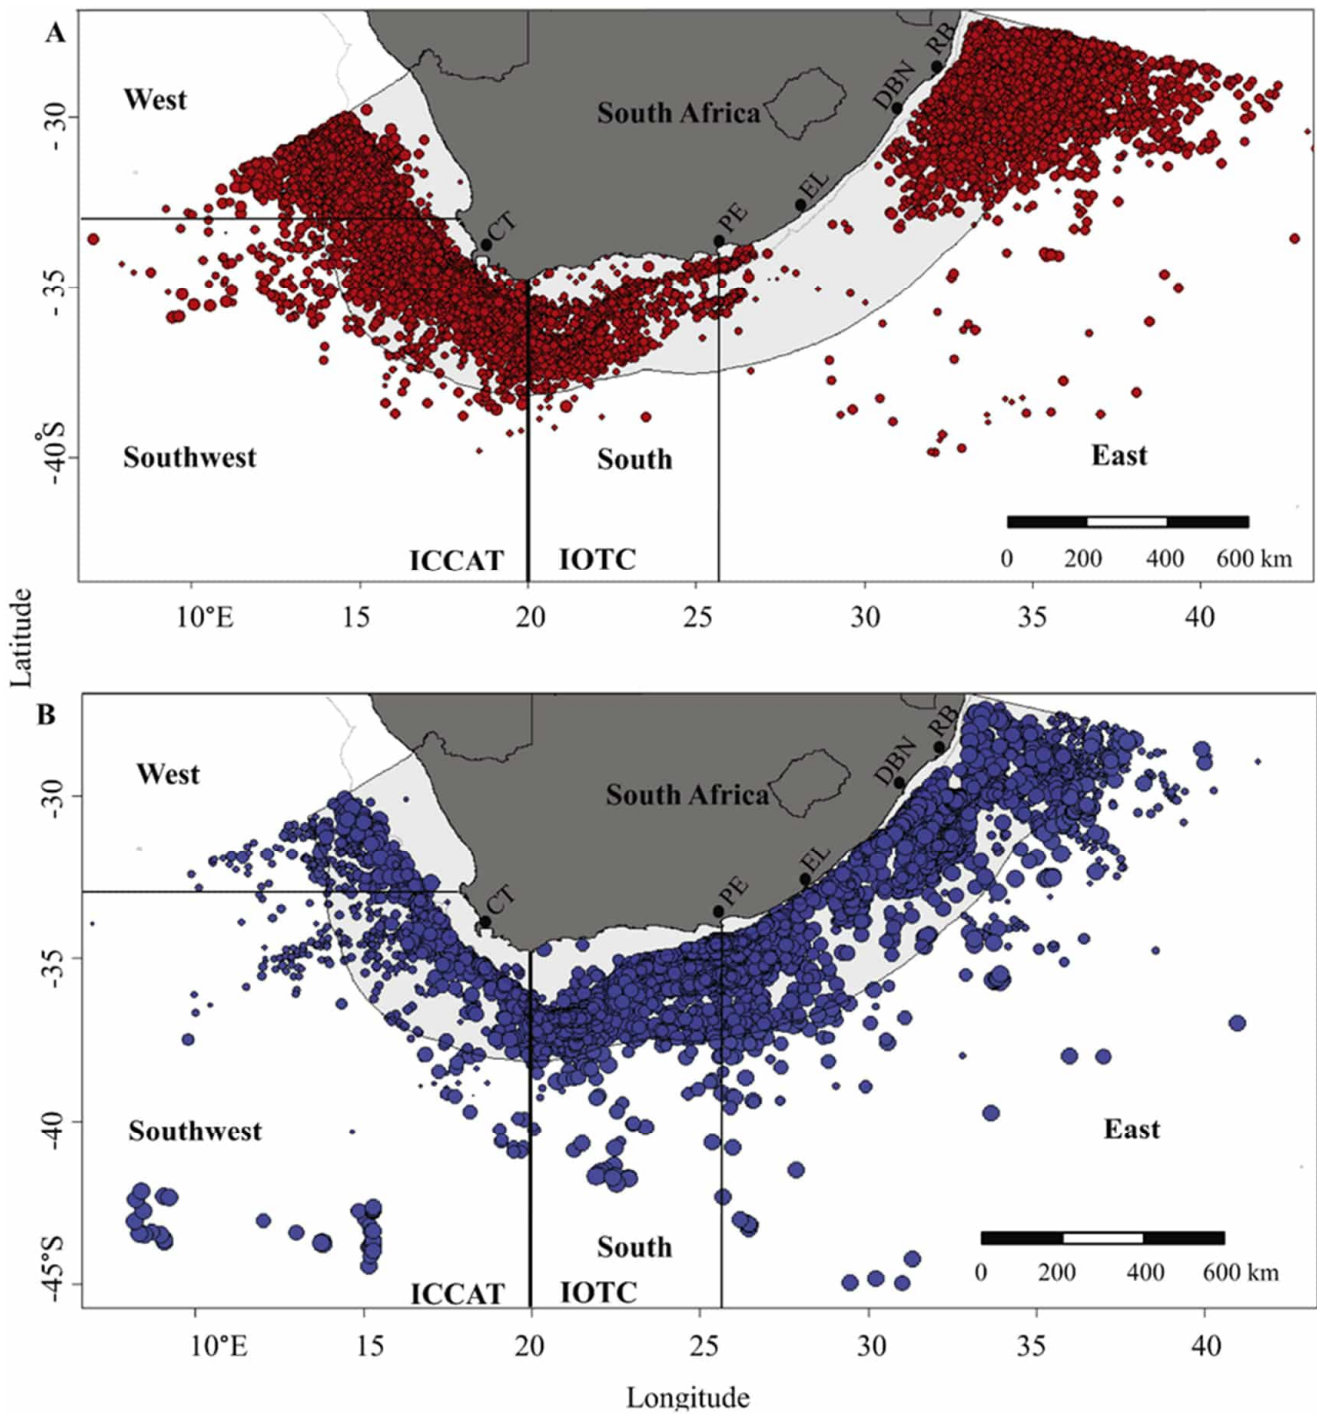 A
West
South Africa
RB
DBN
EL
PE
CT
-30
-35
-40°S
Southwest
South
East
ICCAT IOTC
0 200 400 600 km
10°E 15 20 25 30 35 40
Latitude
B
West
South Africa
RB
DBN
EL
PE
CT
-30
-35
-40
-45°S
Southwest
East
South
ICCAT IOTC
0 200 400 600 km
10°E 15 20 25 30 35 40
Longitude